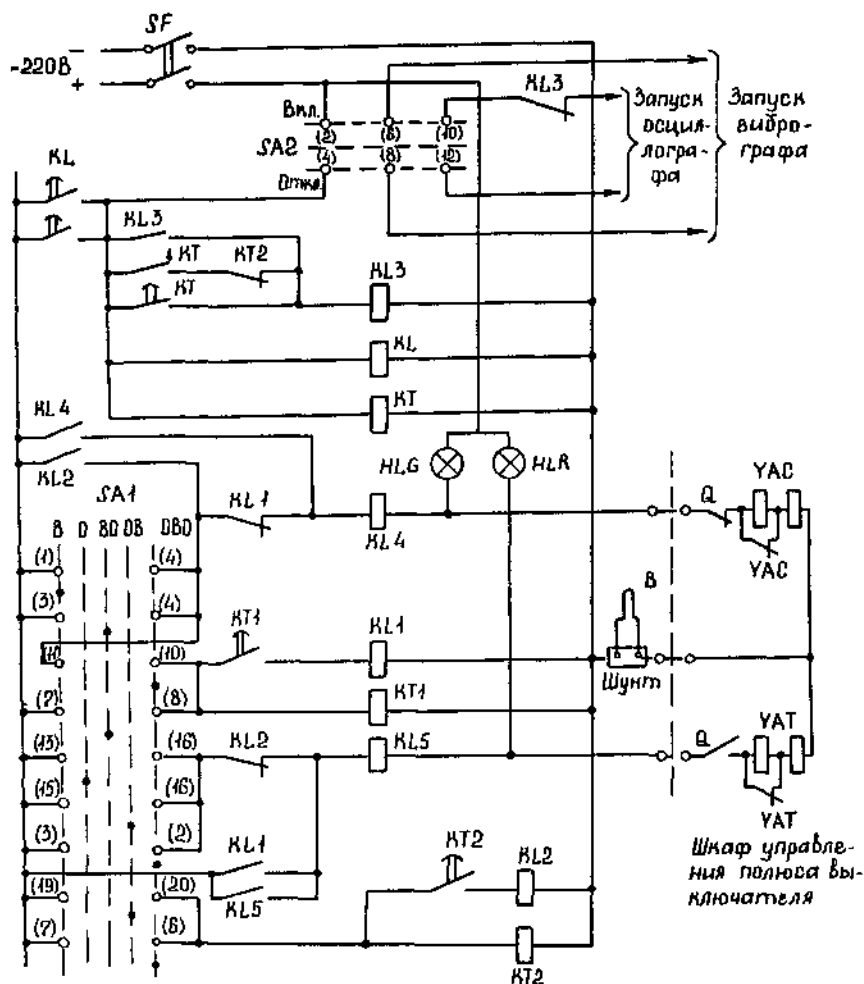 SF
-220В
−
+
Вкл.
(2) (6) (10)
SA2
(4) (8) (12)
Откл.
KL3
Запуск осцил-
логра-
фа
Запуск
вибро-
графа
KL
KL3
KT
KT2
KT
KL3
KL
KT
KL4
KL2
HLG
HLR
SA1
KL1
KL4
Q
YAC
YAC
В О ВО ОВ ОВО
(1) (4)
(3) (4)
(10)
KT1
KL1
В
Шунт
(7) (8)
KT1
(13) (16)
KL2
KL5
Q
YAT
YAT
(15) (16)
(3) (2)
KL1
KT2
KL2
(19) (20)
KL5
(7) (6)
KT2
Шкаф управле-
ния полюса вы-
ключателя